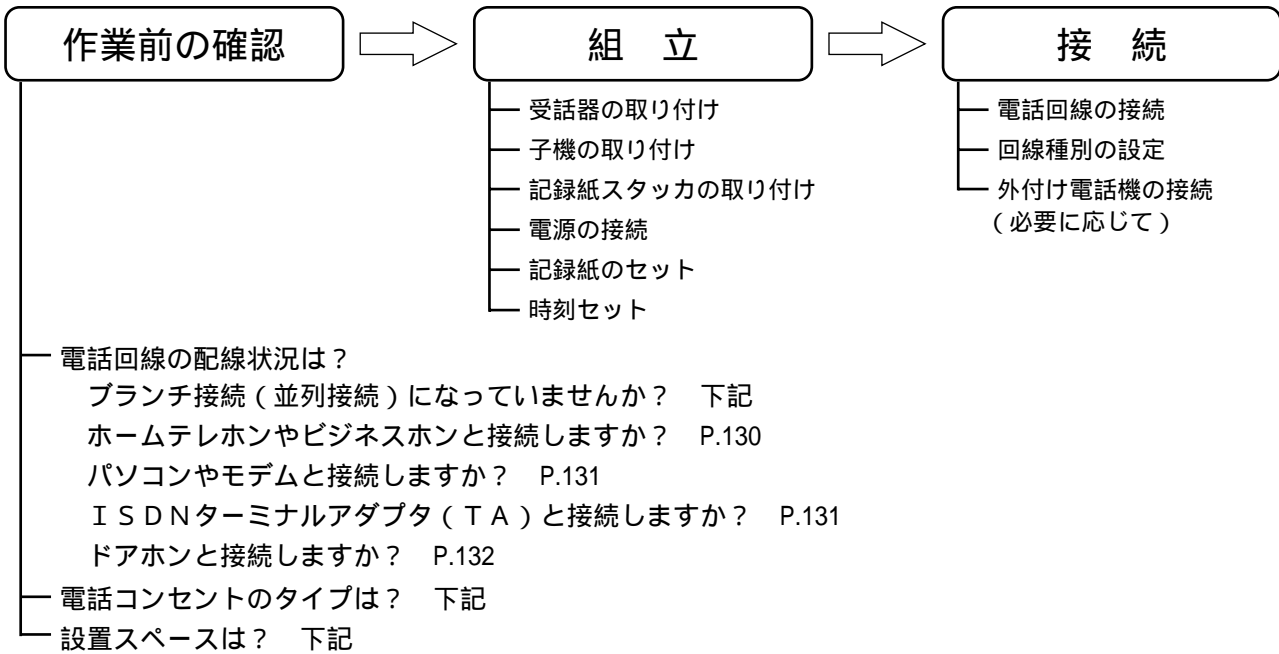 作業前の確認
組 立
接 続
受話器の取り付け
子機の取り付け
記録紙スタッカの取り付け
電源の接続
記録紙のセット
時刻セット
電話回線の接続
回線種別の設定
外付け電話機の接続
(必要に応じて)
電話回線の配線状況は?
ブランチ接続(並列接続)になっていませんか? 下記
ホームテレホンやビジネスホンと接続しますか? P.130
パソコンやモデムと接続しますか? P.131
ISDNターミナルアダプタ(TA)と接続しますか? P.131
ドアホンと接続しますか? P.132
電話コンセントのタイプは? 下記
設置スペースは? 下記